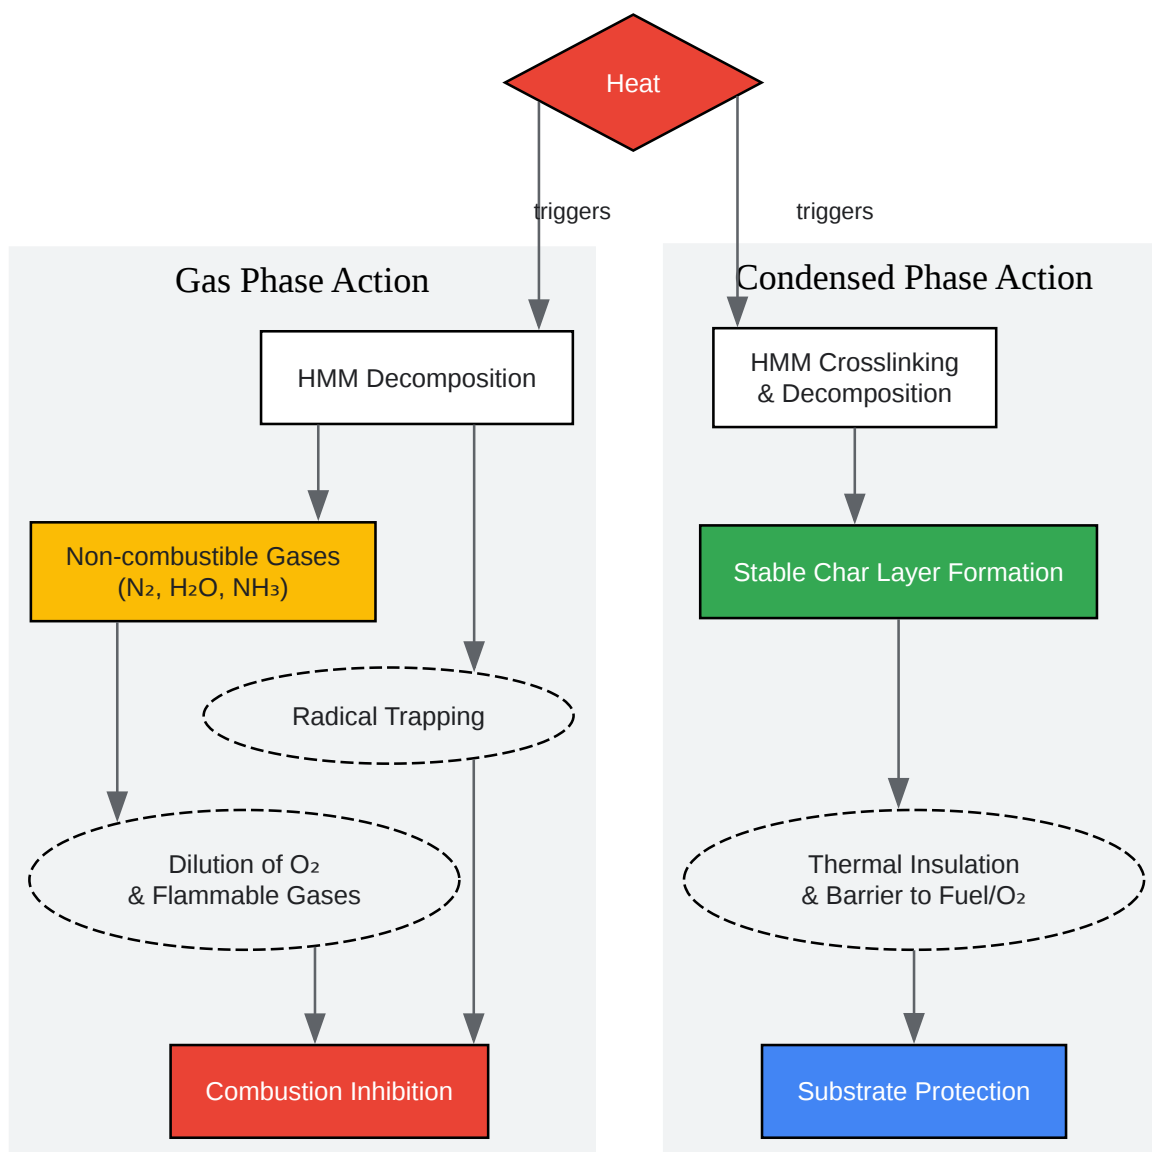 Heat
triggers
triggers
Gas Phase Action
HMM Decomposition
Non-combustible Gases
(N₂, H₂O, NH₃)
Radical Trapping
Dilution of O₂
& Flammable Gases
Combustion Inhibition
Condensed Phase Action
HMM Crosslinking
& Decomposition
Stable Char Layer Formation
Thermal Insulation
& Barrier to Fuel/O₂
Substrate Protection